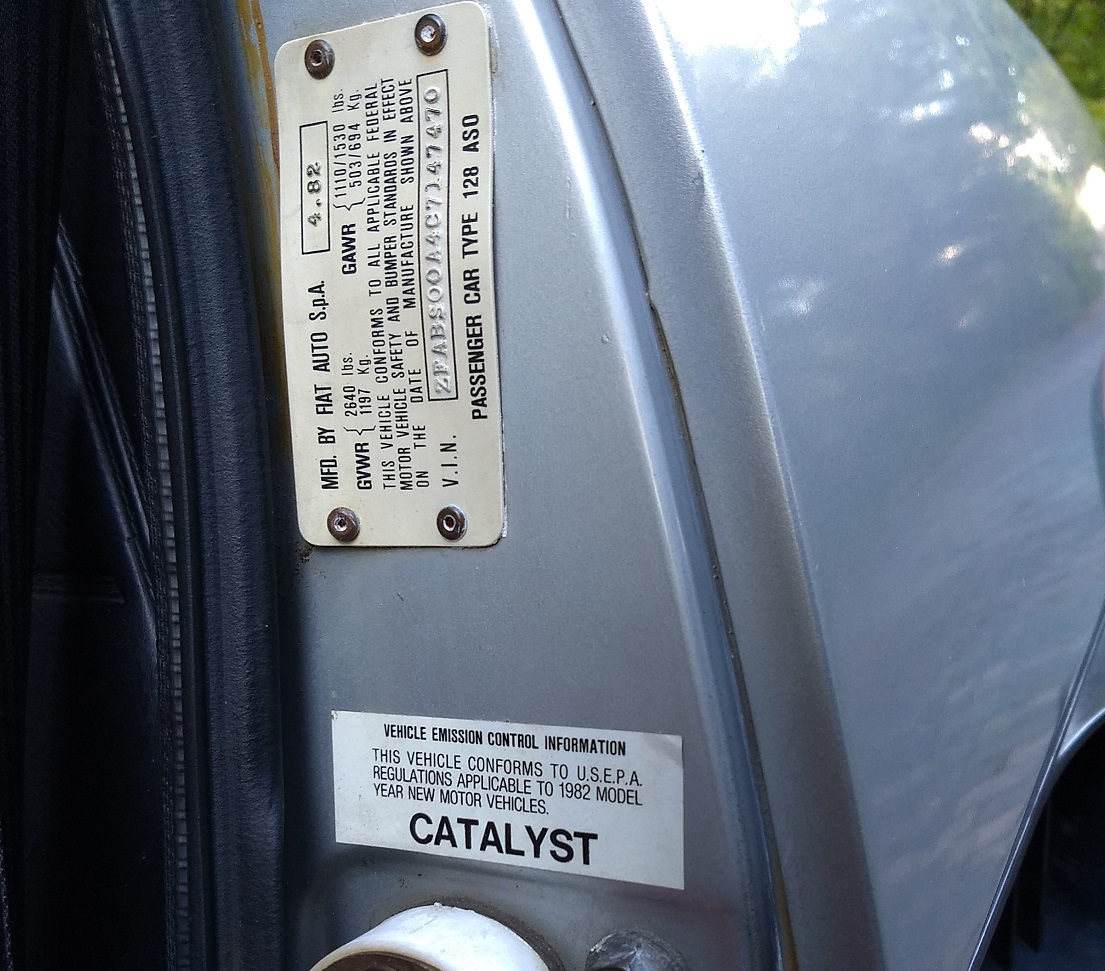 MFD. BY FIAT AUTO S.p.A. 4.82
GVWR { 2640 lbs. 1197 Kg. GAWR { 1110/1530 lbs. 503/694 Kg.
THIS VEHICLE CONFORMS TO ALL APPLICABLE FEDERAL
MOTOR VEHICLE SAFETY AND BUMPER STANDARDS IN EFFECT
ON THE DATE OF MANUFACTURE SHOWN ABOVE
V.I.N. ZFABS00A4C7147470
PASSENGER CAR TYPE 128 AS0
VEHICLE EMISSION CONTROL INFORMATION
THIS VEHICLE CONFORMS TO U.S.E.P.A.
REGULATIONS APPLICABLE TO 1982 MODEL
YEAR NEW MOTOR VEHICLES.
CATALYST